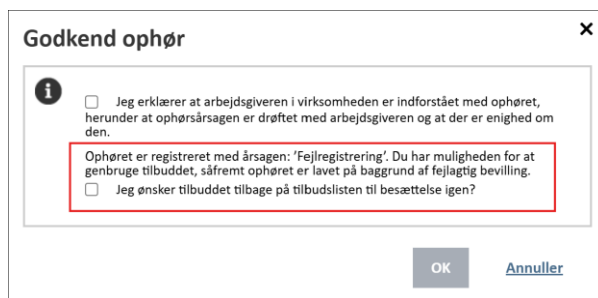 Godkend ophør
Jeg erklærer at arbejdsgiveren i virksomheden er indforstået med ophøret,
herunder at ophørsårsagen er drøftet med arbejdsgiveren og at der er enighed om
den.
Ophøret er registreret med årsagen: 'Fejlregistrering'. Du har muligheden for at
genbruge tilbuddet, såfremt ophøret er lavet på baggrund af fejlagtig bevilling.
Jeg ønsker tilbuddet tilbage på tilbudslisten til besættelse igen?
OK Annuller